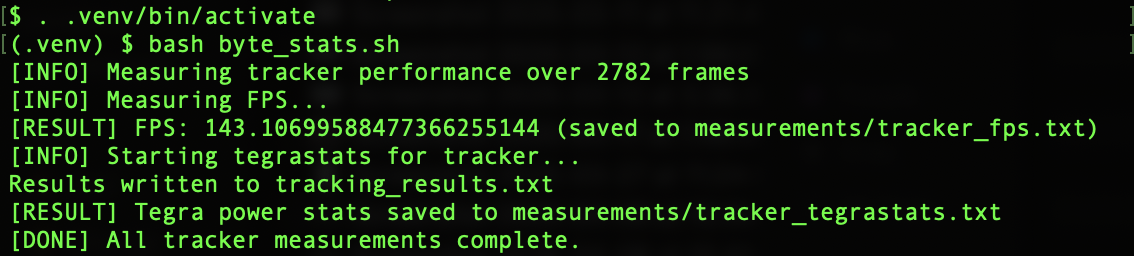 [$ . .venv/bin/activate ]
[(.venv) $ bash byte_stats.sh ]
[INFO] Measuring tracker performance over 2782 frames
[INFO] Measuring FPS...
[RESULT] FPS: 143.10699588477366255144 (saved to measurements/tracker_fps.txt)
[INFO] Starting tegrastats for tracker...
Results written to tracking_results.txt
[RESULT] Tegra power stats saved to measurements/tracker_tegrastats.txt
[DONE] All tracker measurements complete.